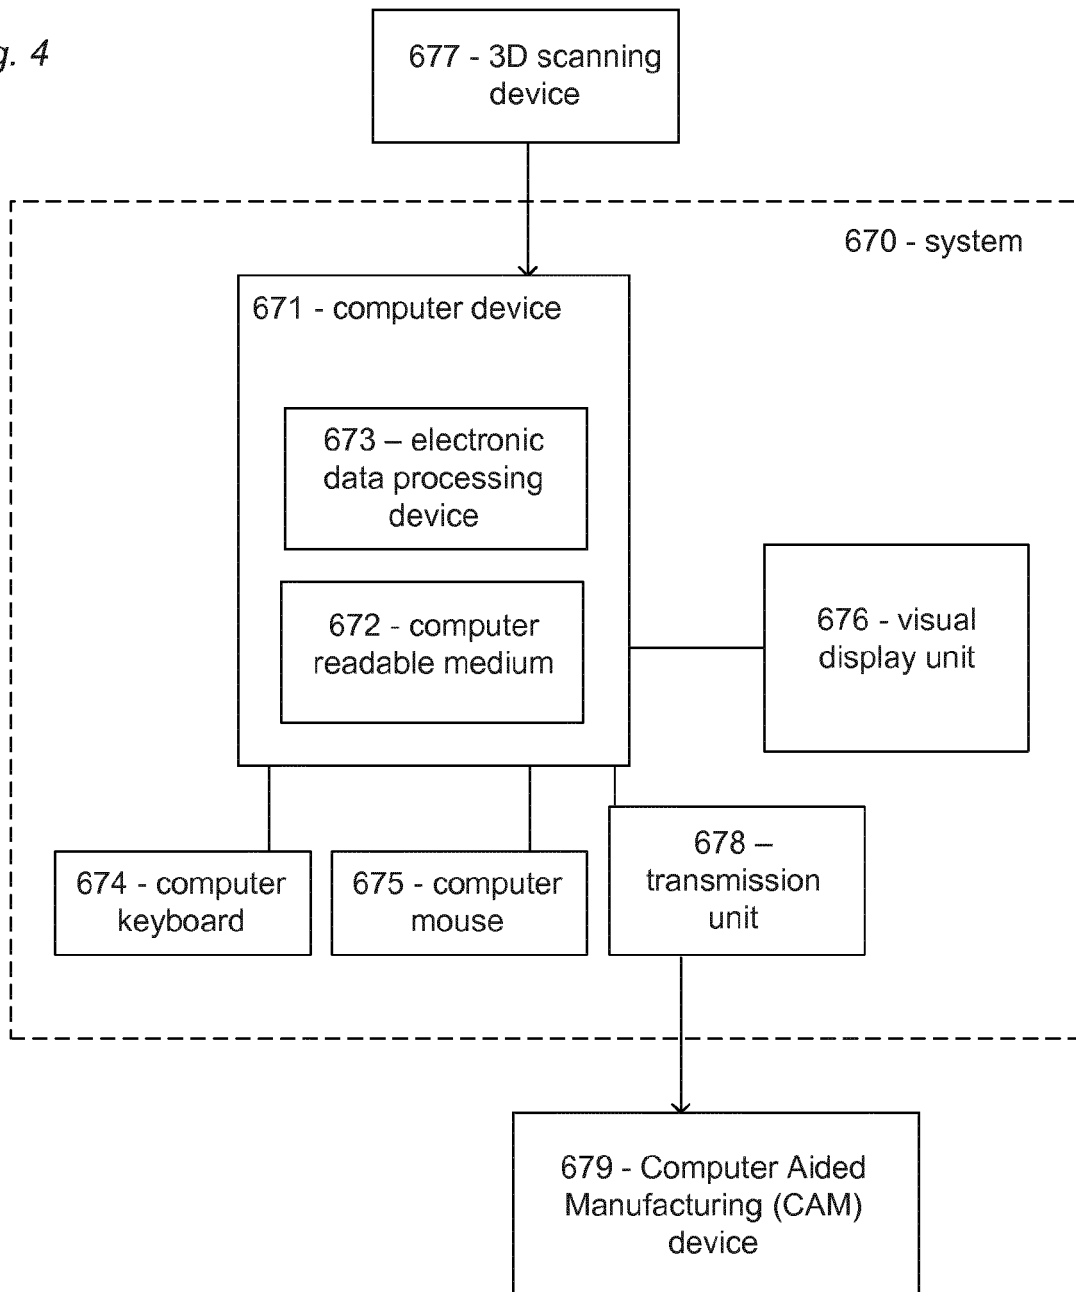 g. 4
677 - 3D scanning
device
670 - system
671 - computer device
673 – electronic
data processing
device
672 - computer
readable medium
676 - visual
display unit
674 - computer
keyboard
675 - computer
mouse
678 –
transmission
unit
679 - Computer Aided
Manufacturing (CAM)
device